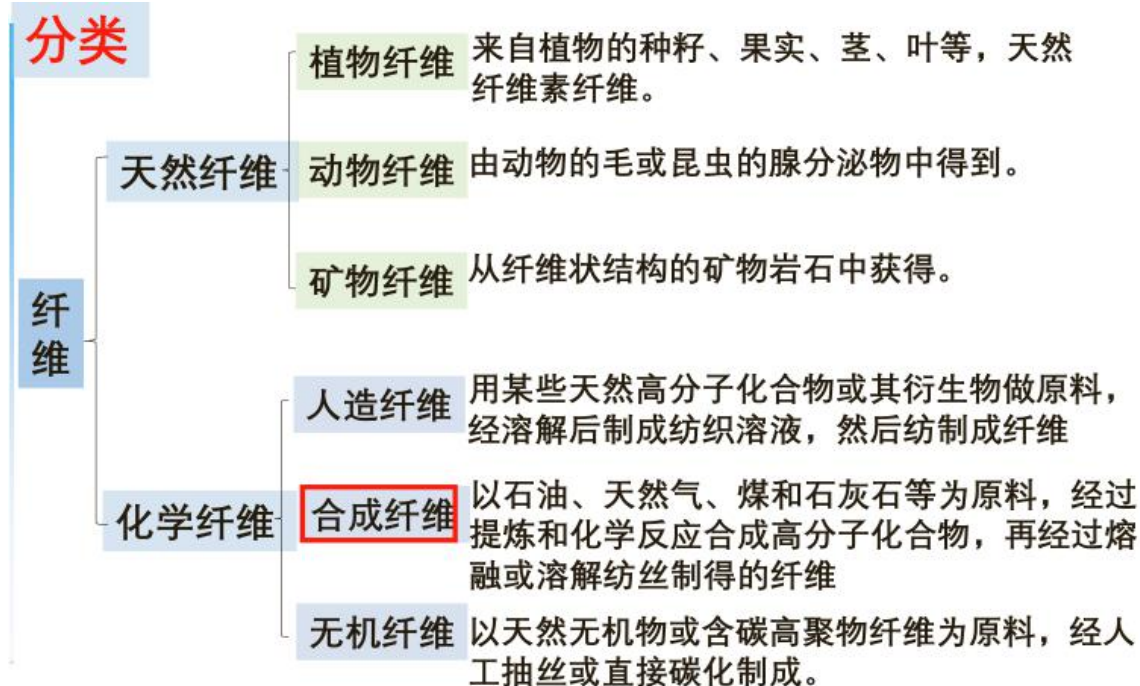 分类
纤维
天然纤维
植物纤维
来自植物的种籽、果实、茎、叶等，天然
纤维素纤维。
动物纤维
由动物的毛或昆虫的腺分泌物中得到。
矿物纤维
从纤维状结构的矿物岩石中获得。
化学纤维
人造纤维
用某些天然高分子化合物或其衍生物做原料，
经溶解后制成纺织溶液，然后纺制成纤维
合成纤维
以石油、天然气、煤和石灰石等为原料，经过
提炼和化学反应合成高分子化合物，再经过熔
融或溶解纺丝制得的纤维
无机纤维
以天然无机物或含碳高聚物纤维为原料，经人
工抽丝或直接碳化制成。